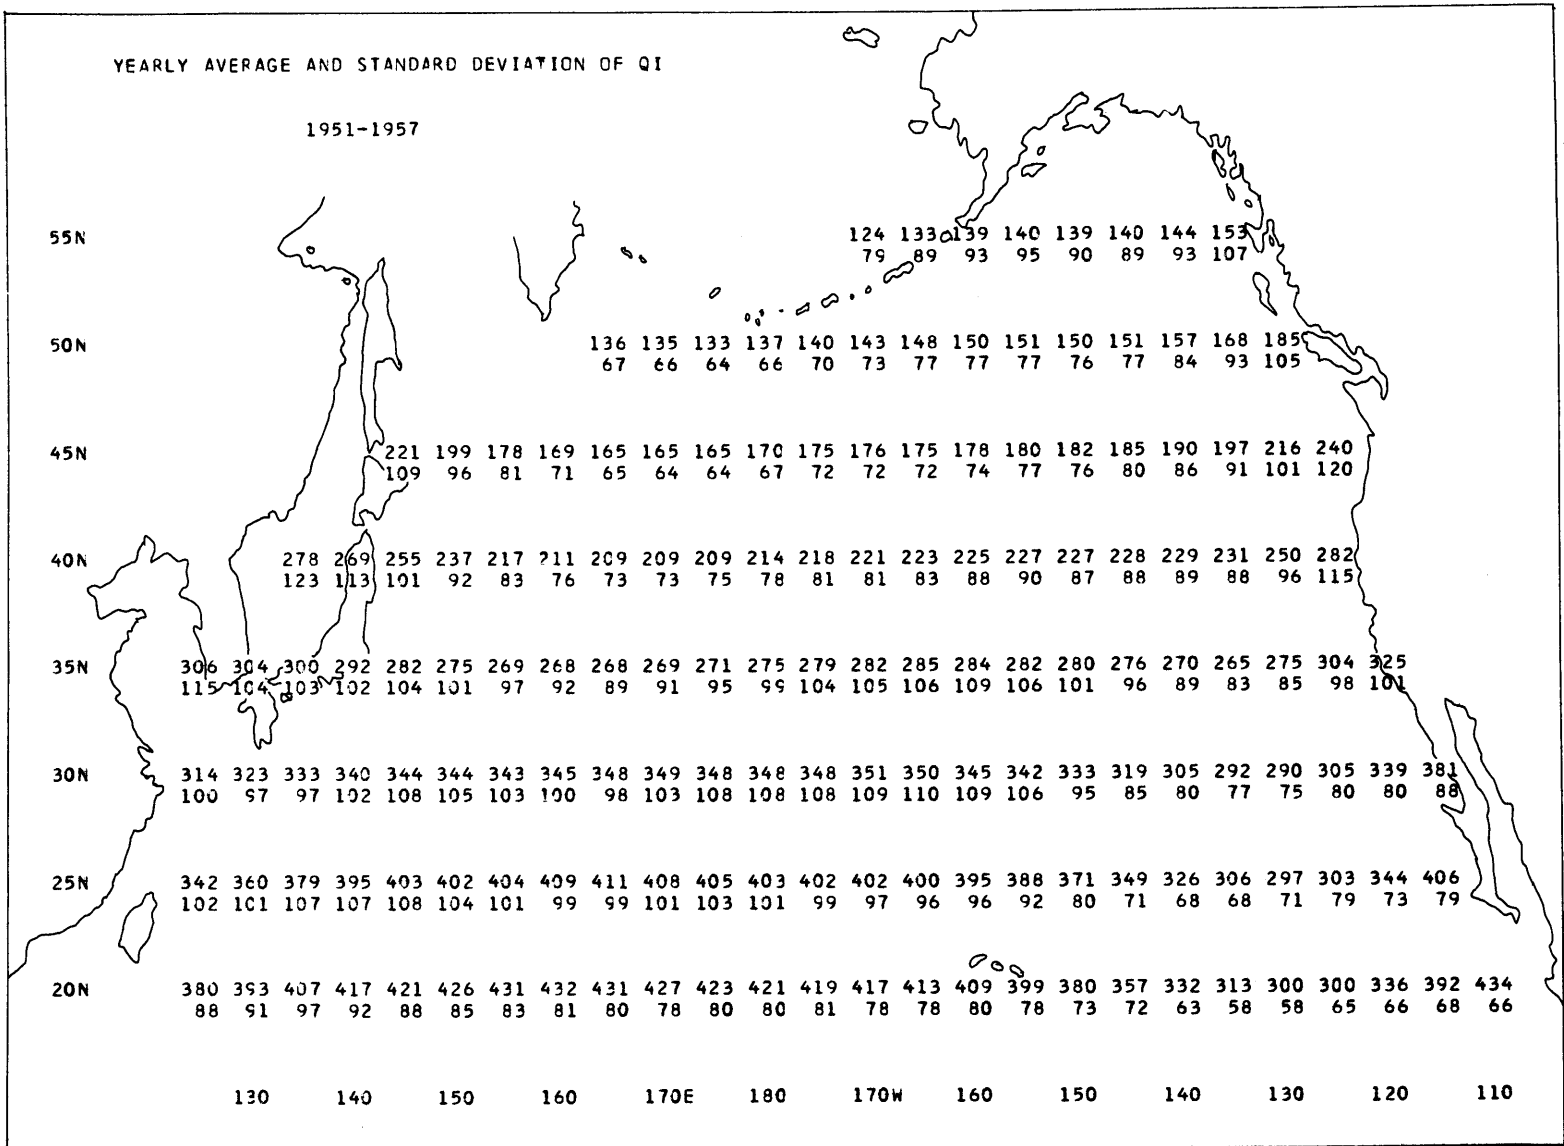 YEARLY AVERAGE AND STANDARD DEVIATION OF QI
1951-1957
55N 124 133 139 140 139 140 144 153
79 89 93 95 90 89 93 107
50N 136 135 133 137 140 143 148 150 151 150 151 157 168 185
67 66 64 66 70 73 77 77 77 76 77 84 93 105
45N 221 199 178 169 165 165 165 170 175 176 175 178 180 182 185 190 197 216 240
109 96 81 71 65 64 64 67 72 72 72 74 77 76 80 86 91 101 120
40N 278 269 255 237 217 211 209 209 209 214 218 221 223 225 227 227 228 229 231 250 282
123 113 101 92 83 76 73 73 75 78 81 81 83 88 90 87 88 89 88 96 115
35N 306 304 300 292 282 275 269 268 268 269 271 275 279 282 285 284 282 280 276 270 265 275 304 325
115 104 103 102 104 101 97 92 89 91 95 99 104 105 106 109 106 101 96 89 83 85 98 101
30N 314 323 333 340 344 344 343 345 348 349 348 348 348 351 350 345 342 333 319 305 292 290 305 339 381
100 97 97 102 108 105 103 100 98 103 108 108 108 109 110 109 106 95 85 80 77 75 80 80 88
25N 342 360 379 395 403 402 404 409 411 408 405 403 402 402 400 395 388 371 349 326 306 297 303 344 406
102 101 107 107 108 104 101 99 99 101 103 101 99 97 96 96 92 80 71 68 68 71 79 73 79
20N 380 393 407 417 421 426 431 432 431 427 423 421 419 417 413 409 399 380 357 332 313 300 300 336 392 434
88 91 97 92 88 85 83 81 80 78 80 80 81 78 78 80 78 73 72 63 58 58 65 66 68 66
130 140 150 160 170E 180 170W 160 150 140 130 120 110